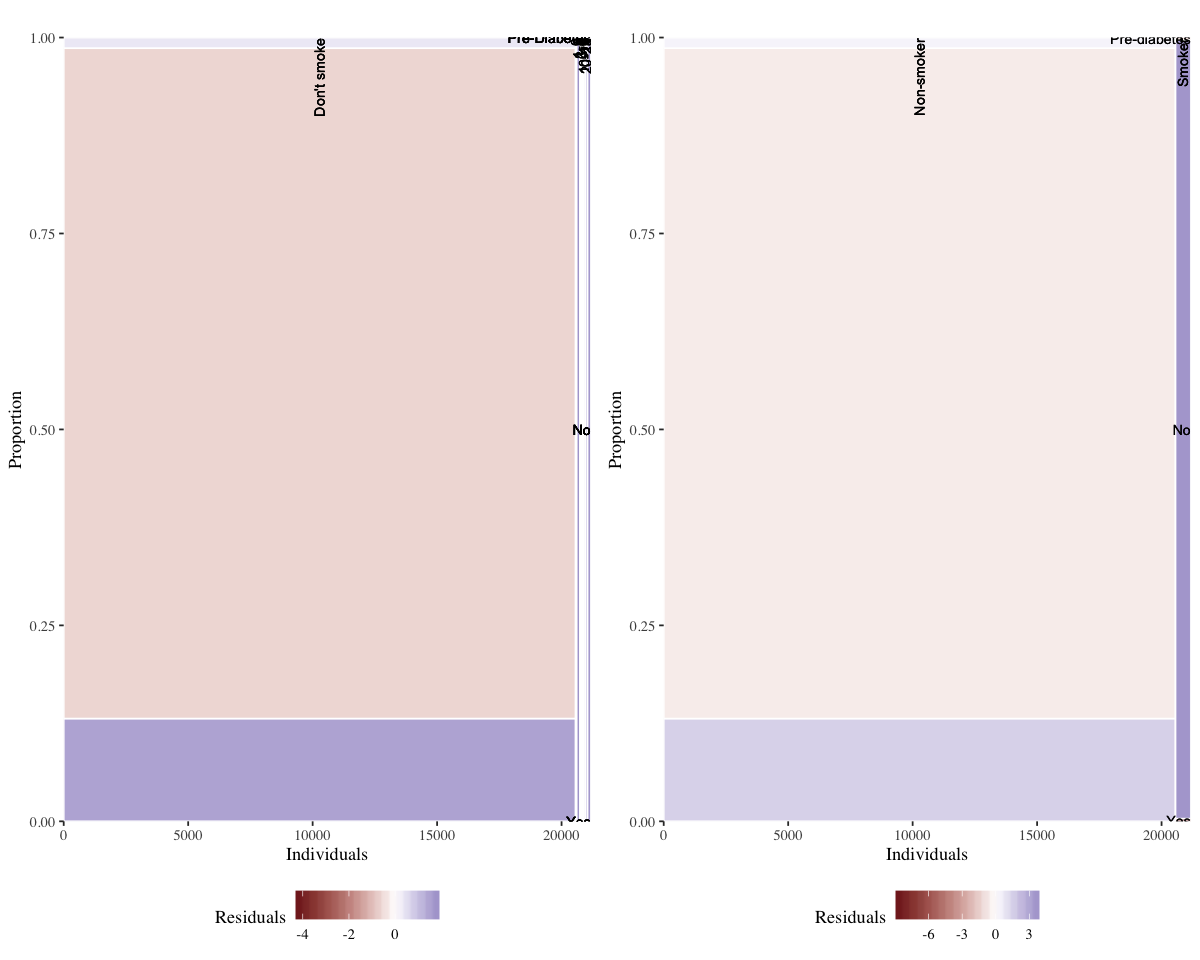 1.00
0.75
0.50
0.25
0.00
Proportion
Don't smoke
Pre-Diabetes
No
Yes
0
5000
10000
15000
20000
Individuals
Residuals
-4
-2
0
1.00
0.75
0.50
0.25
0.00
Proportion
Non-smoker
Pre-diabetes
Smoker
No
Yes
0
5000
10000
15000
20000
Individuals
Residuals
-6
-3
0
3